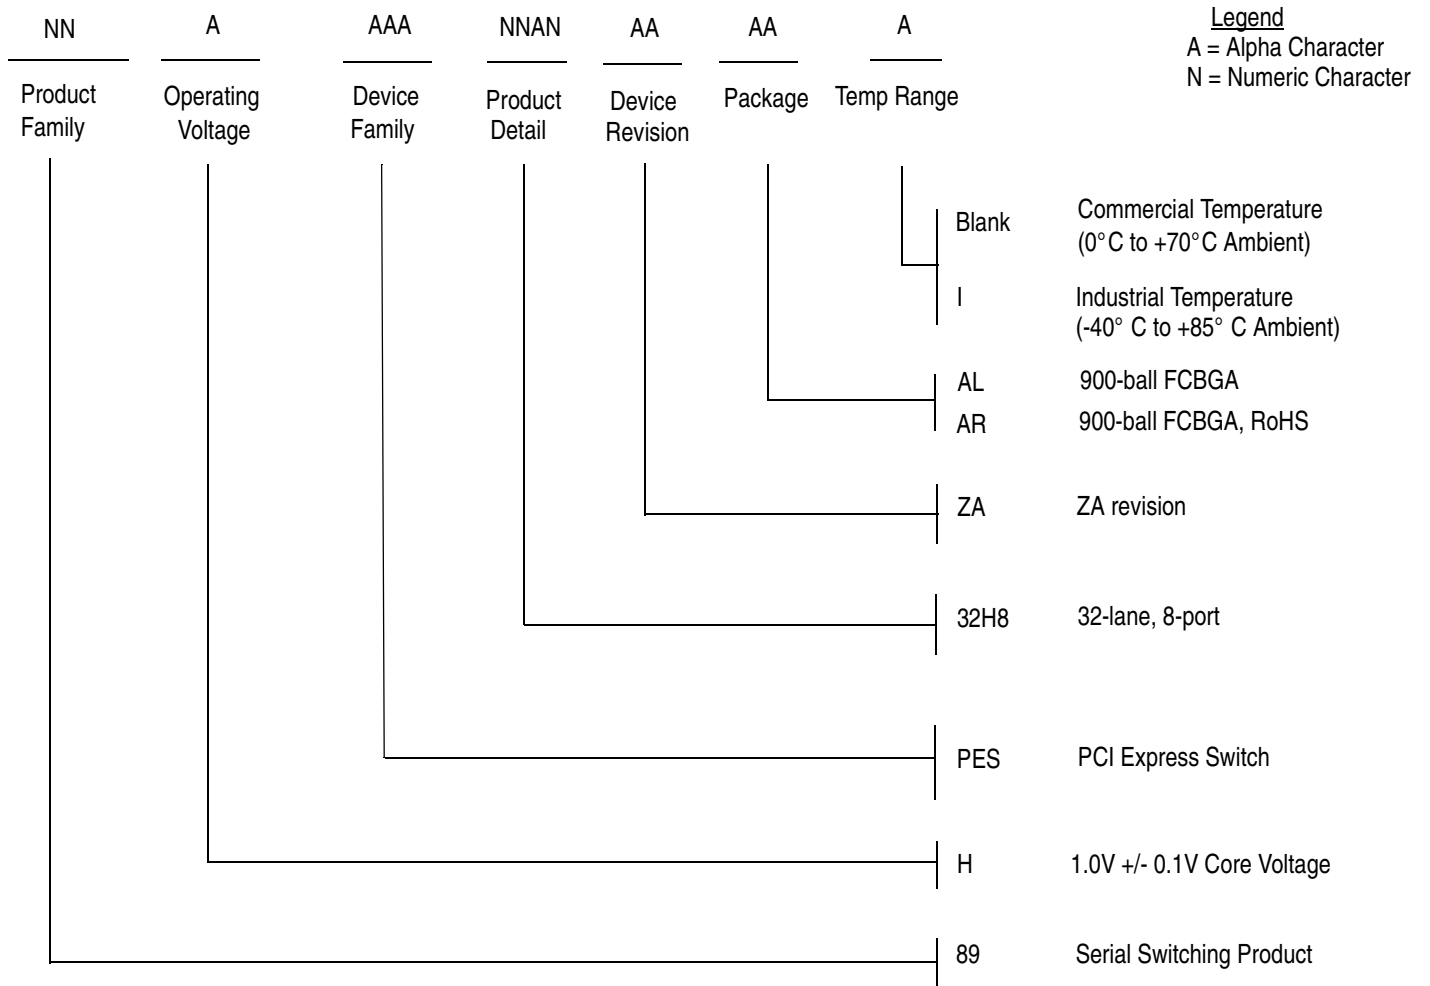 NN A AAA NNAN AA AA A
Legend
A = Alpha Character
N = Numeric Character
Product
Family
Operating
Voltage
Device
Family
Product
Detail
Device
Revision
Package
Temp Range
Blank
Commercial Temperature
(0°C to +70°C Ambient)
I
Industrial Temperature
(-40° C to +85° C Ambient)
AL
900-ball FCBGA
AR
900-ball FCBGA, RoHS
ZA
ZA revision
32H8
32-lane, 8-port
PES
PCI Express Switch
H
1.0V +/- 0.1V Core Voltage
89
Serial Switching Product